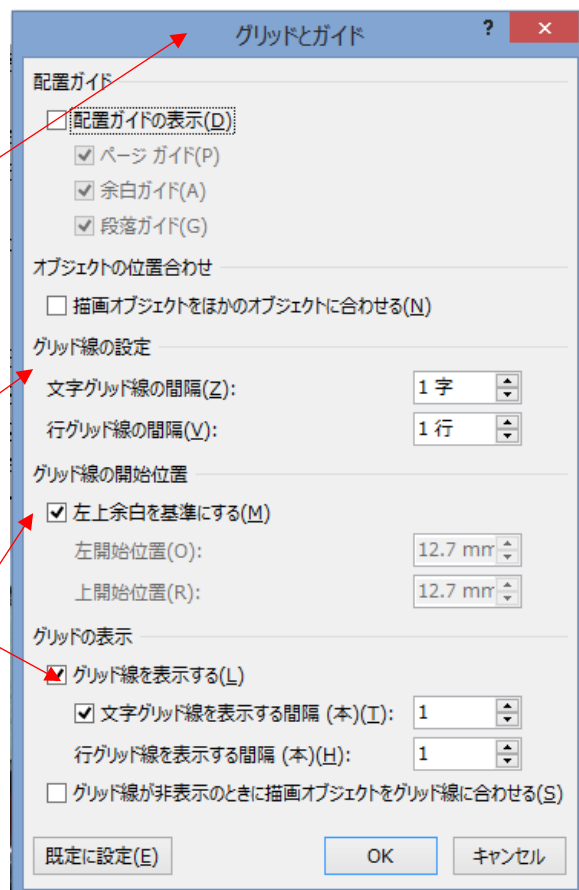 グリッドとガイド ? ×
配置ガイド
配置ガイドの表示(D)
ページ ガイド(P)
余白ガイド(A)
段落ガイド(G)
オブジェクトの位置合わせ
描画オブジェクトをほかのオブジェクトに合わせる(N)
グリッド線の設定
文字グリッド線の間隔(Z): 1 字
行グリッド線の間隔(V): 1 行
グリッド線の開始位置
左上余白を基準にする(M)
左開始位置(O): 12.7 mm
上開始位置(R): 12.7 mm
グリッドの表示
グリッド線を表示する(L)
文字グリッド線を表示する間隔 (本)(T): 1
行グリッド線を表示する間隔 (本)(H): 1
グリッド線が非表示のときに描画オブジェクトをグリッド線に合わせる(S)
既定に設定(E) OK キャンセル